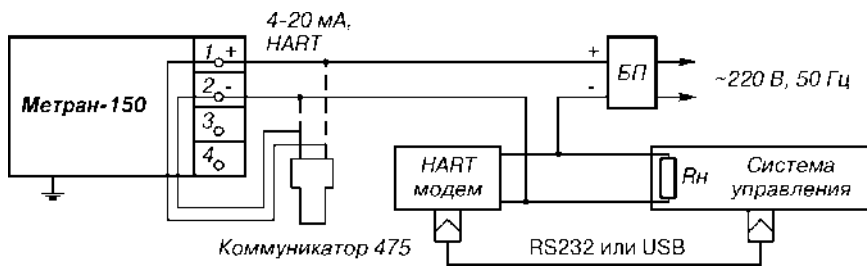 4-20 мА,
HART
Метран-150
1 +
2 -
3
4
+
-
БП
~220 В, 50 Гц
HART
модем
Rн
Система
управления
Коммуникатор 475
RS232 или USB